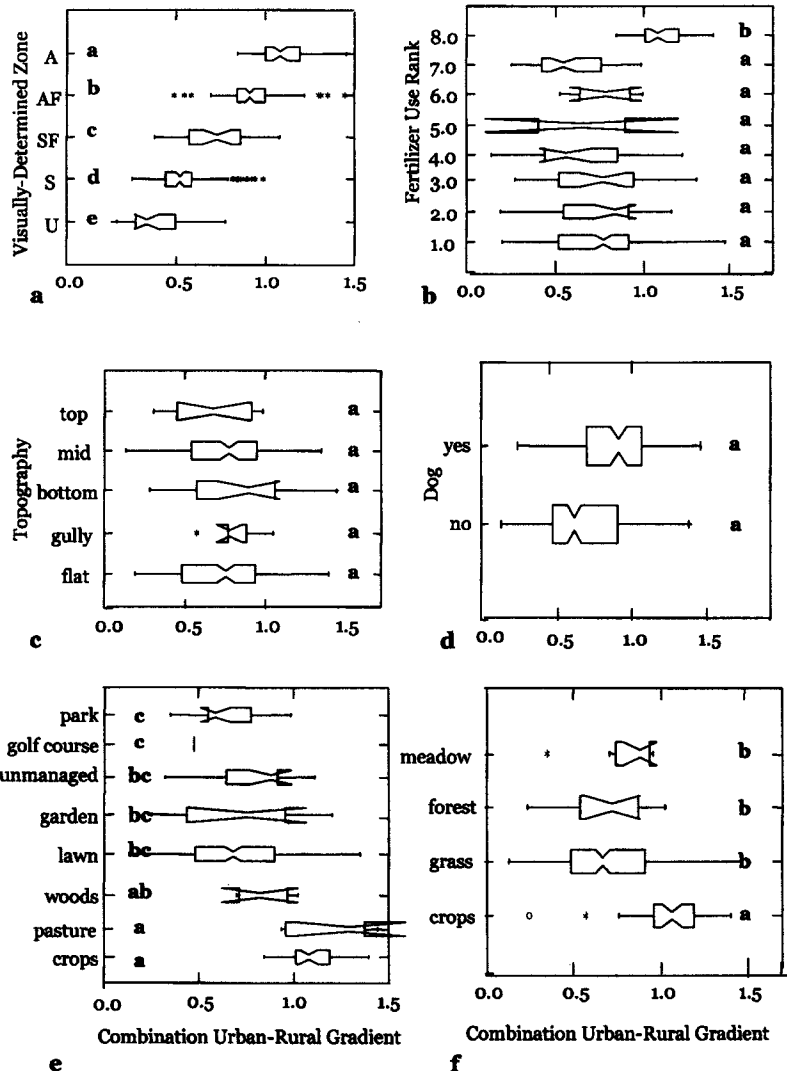 Visually-Determined Zone
A a
AF b
SF c
S d
U e
0.0 0.5 1.0 1.5
a
Fertilizer Use Rank
8.0 b
7.0 a
6.0 a
5.0 a
4.0 a
3.0 a
2.0 a
1.0 a
0.0 0.5 1.0 1.5
b
Topography
top a
mid a
bottom a
gully a
flat a
0.0 0.5 1.0 1.5
c
Dog
yes a
no a
0.0 0.5 1.0 1.5
d
park c
golf course c
unmanaged bc
garden bc
lawn bc
woods ab
pasture a
crops a
0.0 0.5 1.0 1.5
Combination Urban-Rural Gradient
e
meadow b
forest b
grass b
crops a
0.0 0.5 1.0 1.5
Combination Urban-Rural Gradient
f